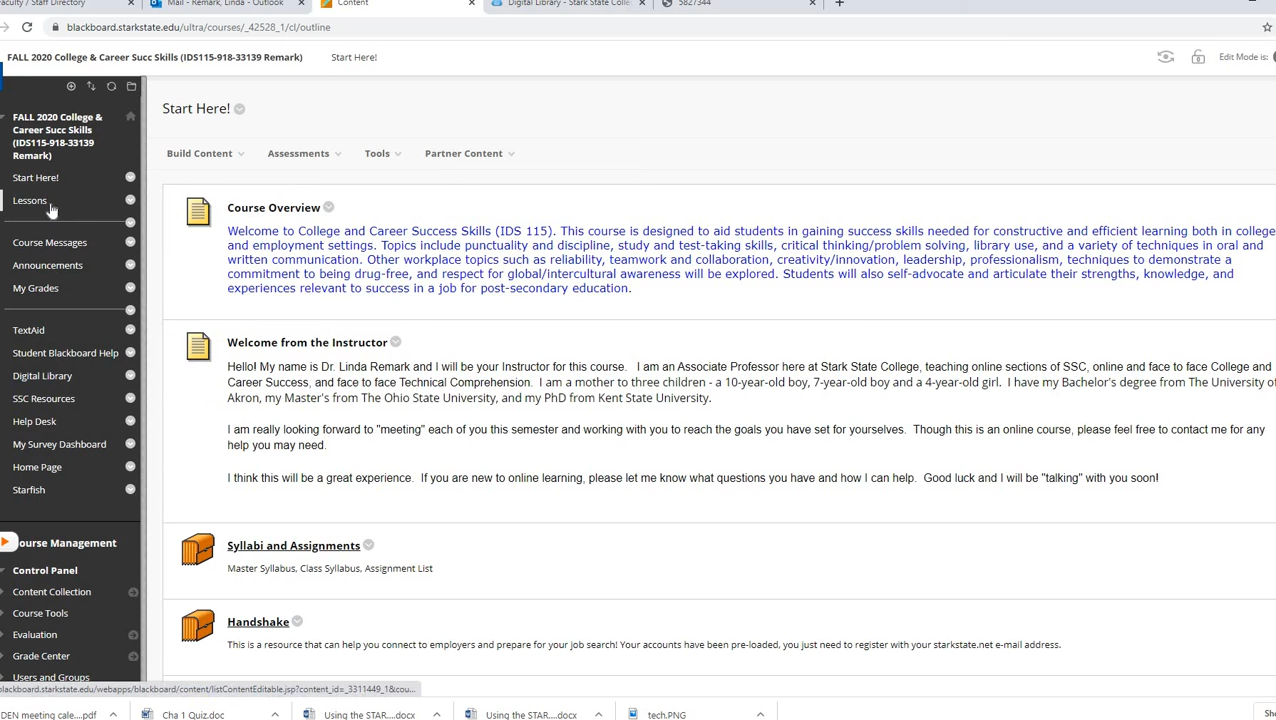 Faculty / Staff Directory
Mail - Remark, Linda - Outlook
Content
Digital Library - Stark State Colle
5827344
blackboard.starkstate.edu/ultra/courses/_42528_1/cl/outline
FALL 2020 College & Career Succ Skills (IDS115-918-33139 Remark)
Start Here!
Edit Mode is:
FALL 2020 College &
Career Succ Skills
(IDS115-918-33139
Remark)
Start Here!
Lessons
Course Messages
Announcements
My Grades
TextAid
Student Blackboard Help
Digital Library
SSC Resources
Help Desk
My Survey Dashboard
Home Page
Starfish
ourse Management
Control Panel
Content Collection
Course Tools
Evaluation
Grade Center
Users and Groups
Start Here!
Build Content
Assessments
Tools
Partner Content
Course Overview
Welcome to College and Career Success Skills (IDS 115). This course is designed to aid students in gaining success skills needed for constructive and efficient learning both in college
and employment settings. Topics include punctuality and discipline, study and test-taking skills, critical thinking/problem solving, library use, and a variety of techniques in oral and
written communication. Other workplace topics such as reliability, teamwork and collaboration, creativity/innovation, leadership, professionalism, techniques to demonstrate a
commitment to being drug-free, and respect for global/intercultural awareness will be explored. Students will also self-advocate and articulate their strengths, knowledge, and
experiences relevant to success in a job for post-secondary education.
Welcome from the Instructor
Hello! My name is Dr. Linda Remark and I will be your Instructor for this course. I am an Associate Professor here at Stark State College, teaching online sections of SSC, online and face to face College and
Career Success, and face to face Technical Comprehension. I am a mother to three children - a 10-year-old boy, 7-year-old boy and a 4-year-old girl. I have my Bachelor's degree from The University of
Akron, my Master's from The Ohio State University, and my PhD from Kent State University.
I am really looking forward to "meeting" each of you this semester and working with you to reach the goals you have set for yourselves. Though this is an online course, please feel free to contact me for any
help you may need.
I think this will be a great experience. If you are new to online learning, please let me know what questions you have and how I can help. Good luck and I will be "talking" with you soon!
Syllabi and Assignments
Master Syllabus, Class Syllabus, Assignment List
Handshake
This is a resource that can help you connect to employers and prepare for your job search! Your accounts have been pre-loaded, you just need to register with your starkstate.net e-mail address.
blackboard.starkstate.edu/webapps/blackboard/content/listContentEditable.jsp?content_id=_3311449_1&cou...
DEN meeting cale....pdf
Cha 1 Quiz.doc
Using the STAR....docx
Using the STAR....docx
tech.PNG
Sho